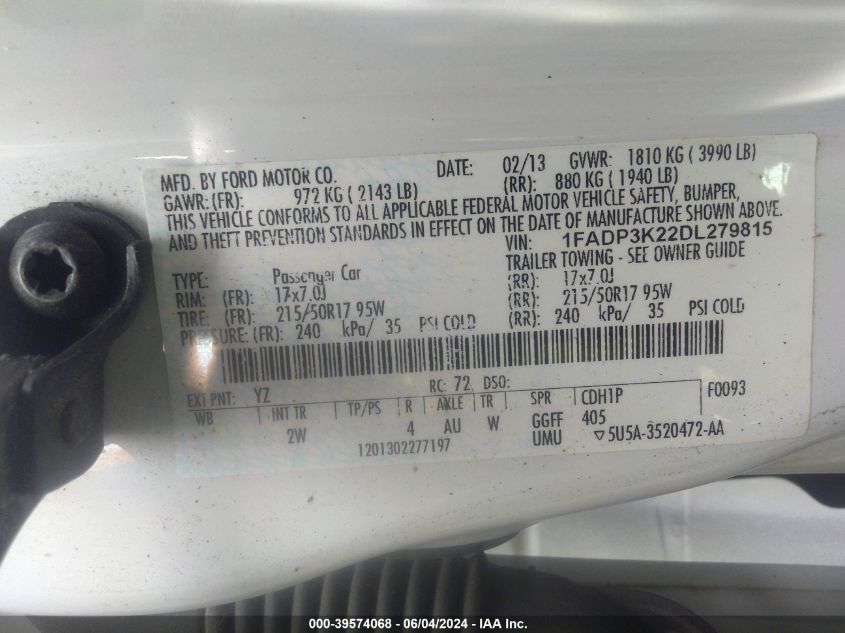 MFD. BY FORD MOTOR CO. DATE: 02/13 GVWR: 1810 KG ( 3990 LB)
GAWR:(FR): 972 KG ( 2143 LB) (RR): 880 KG ( 1940 LB)
THIS VEHICLE CONFORMS TO ALL APPLICABLE FEDERAL MOTOR VEHICLE SAFETY, BUMPER,
AND THEFT PREVENTION STANDARDS IN EFFECT ON THE DATE OF MANUFACTURE SHOWN ABOVE.
VIN: 1FADP3K22DL279815
TRAILER TOWING - SEE OWNER GUIDE
TYPE: Passenger Car
RIM: (FR): 17x7.0J (RR): 17x7.0J
TIRE: (FR): 215/50R17 95W (RR): 215/50R17 95W
PRESSURE: (FR): 240 kPa/ 35 PSI COLD (RR): 240 kPa/ 35 PSI COLD
EXT PNT: YZ RC: 72 DSO: F0093
WB INT TR TP/PS R AXLE TR SPR CDH1P
2W 4 AU W GGFF 405
UMU ▽5U5A-3520472-AA
1201302277197
000-39574068 - 06/04/2024 - IAA Inc.